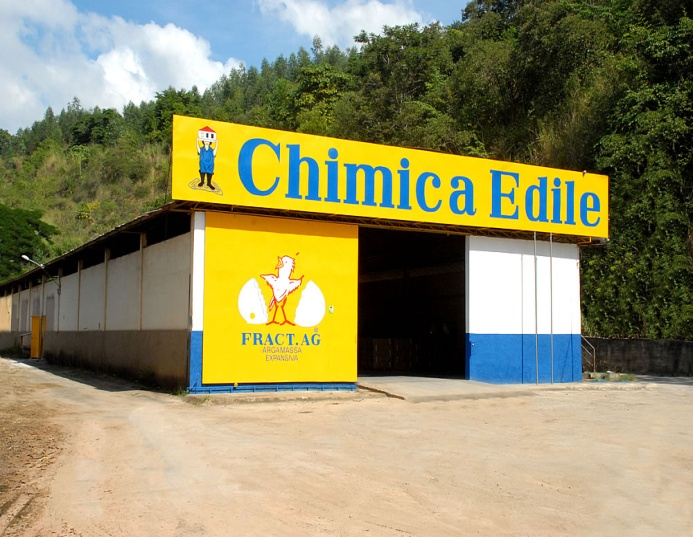 Chimica Edile
FRACT.AG
ARGAMASSA
EXPANSIVA